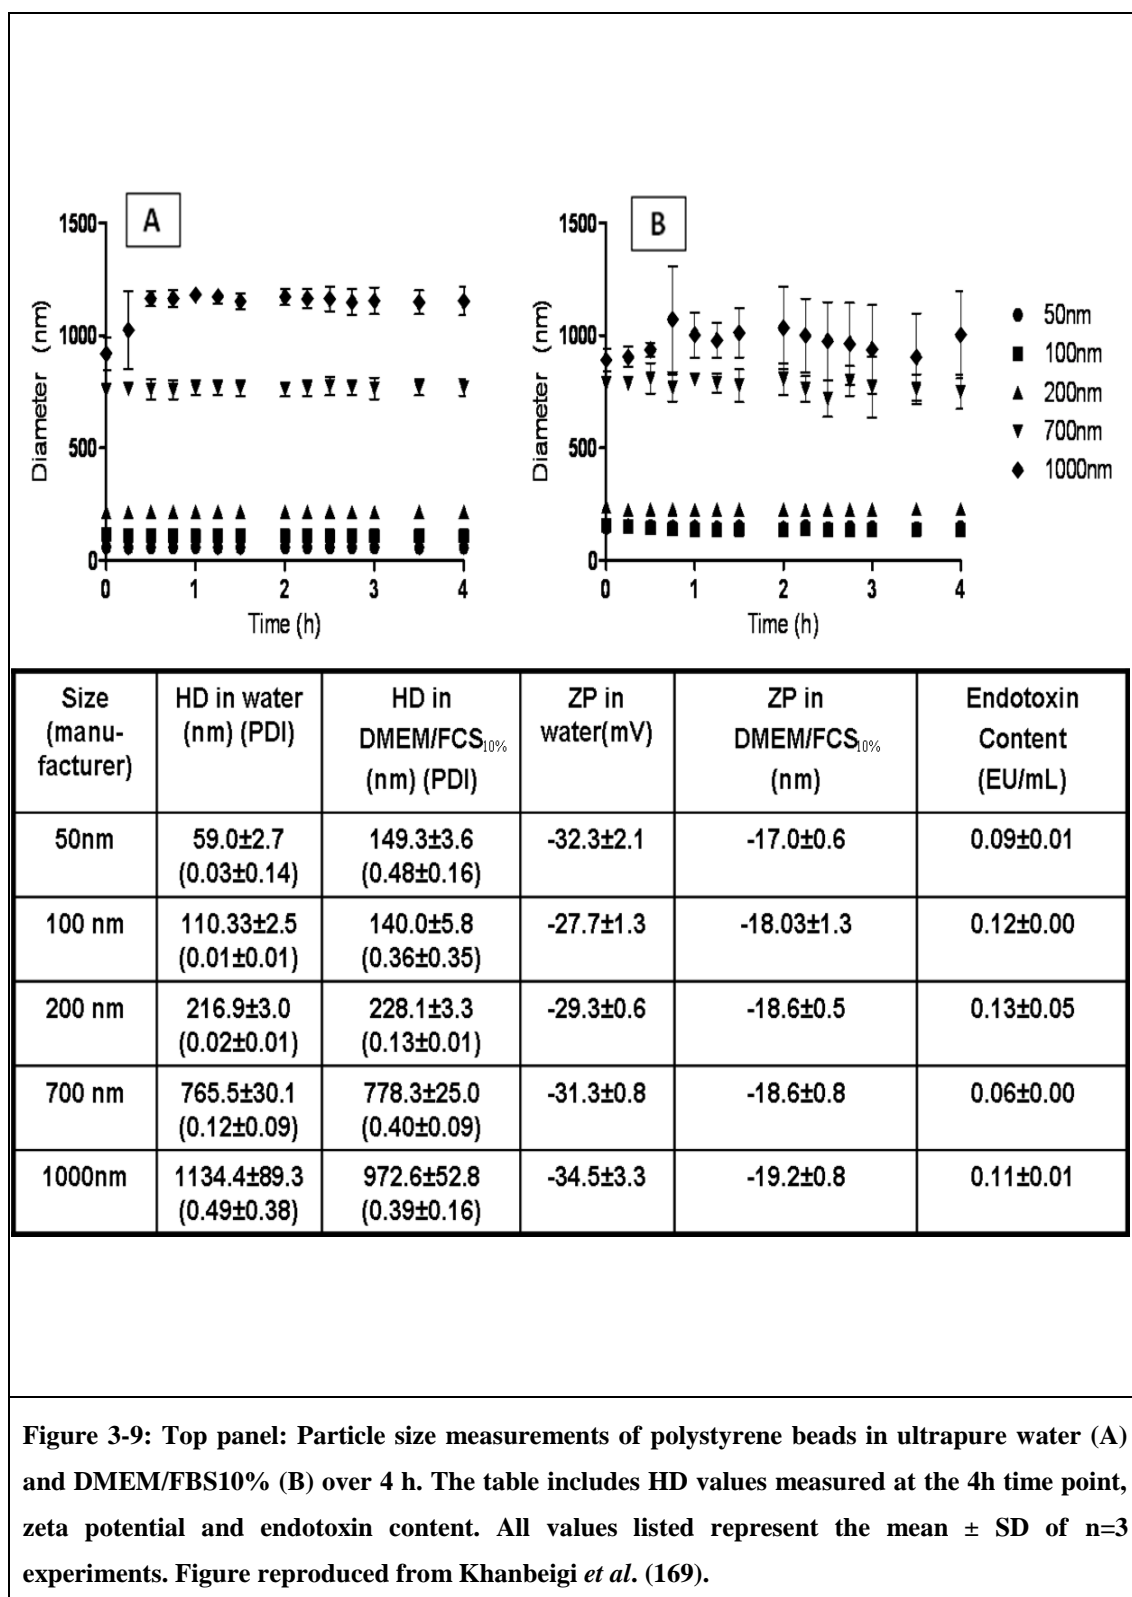 A
1500
1000
500
0
Diameter (nm)
0 1 2 3 4
Time (h)
B
1500
1000
500
0
Diameter (nm)
0 1 2 3 4
Time (h)
50nm
100nm
200nm
700nm
1000nm
Size
(manu-
facturer)
HD in water
(nm) (PDI)
HD in
DMEM/FCS10%
(nm) (PDI)
ZP in
water(mV)
ZP in
DMEM/FCS10%
(nm)
Endotoxin
Content
(EU/mL)
50nm
59.0±2.7
(0.03±0.14)
149.3±3.6
(0.48±0.16)
-32.3±2.1
-17.0±0.6
0.09±0.01
100 nm
110.33±2.5
(0.01±0.01)
140.0±5.8
(0.36±0.35)
-27.7±1.3
-18.03±1.3
0.12±0.00
200 nm
216.9±3.0
(0.02±0.01)
228.1±3.3
(0.13±0.01)
-29.3±0.6
-18.6±0.5
0.13±0.05
700 nm
765.5±30.1
(0.12±0.09)
778.3±25.0
(0.40±0.09)
-31.3±0.8
-18.6±0.8
0.06±0.00
1000nm
1134.4±89.3
(0.49±0.38)
972.6±52.8
(0.39±0.16)
-34.5±3.3
-19.2±0.8
0.11±0.01
Figure 3-9: Top panel: Particle size measurements of polystyrene beads in ultrapure water (A)
and DMEM/FBS10% (B) over 4 h. The table includes HD values measured at the 4h time point,
zeta potential and endotoxin content. All values listed represent the mean ± SD of n=3
experiments. Figure reproduced from Khanbeigi et al. (169).